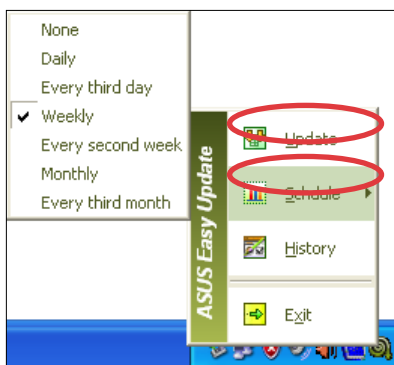 None
Daily
Every third day
Weekly
Every second week
Monthly
Every third month
ASUS Easy Update
Update
Schdule
History
Exit